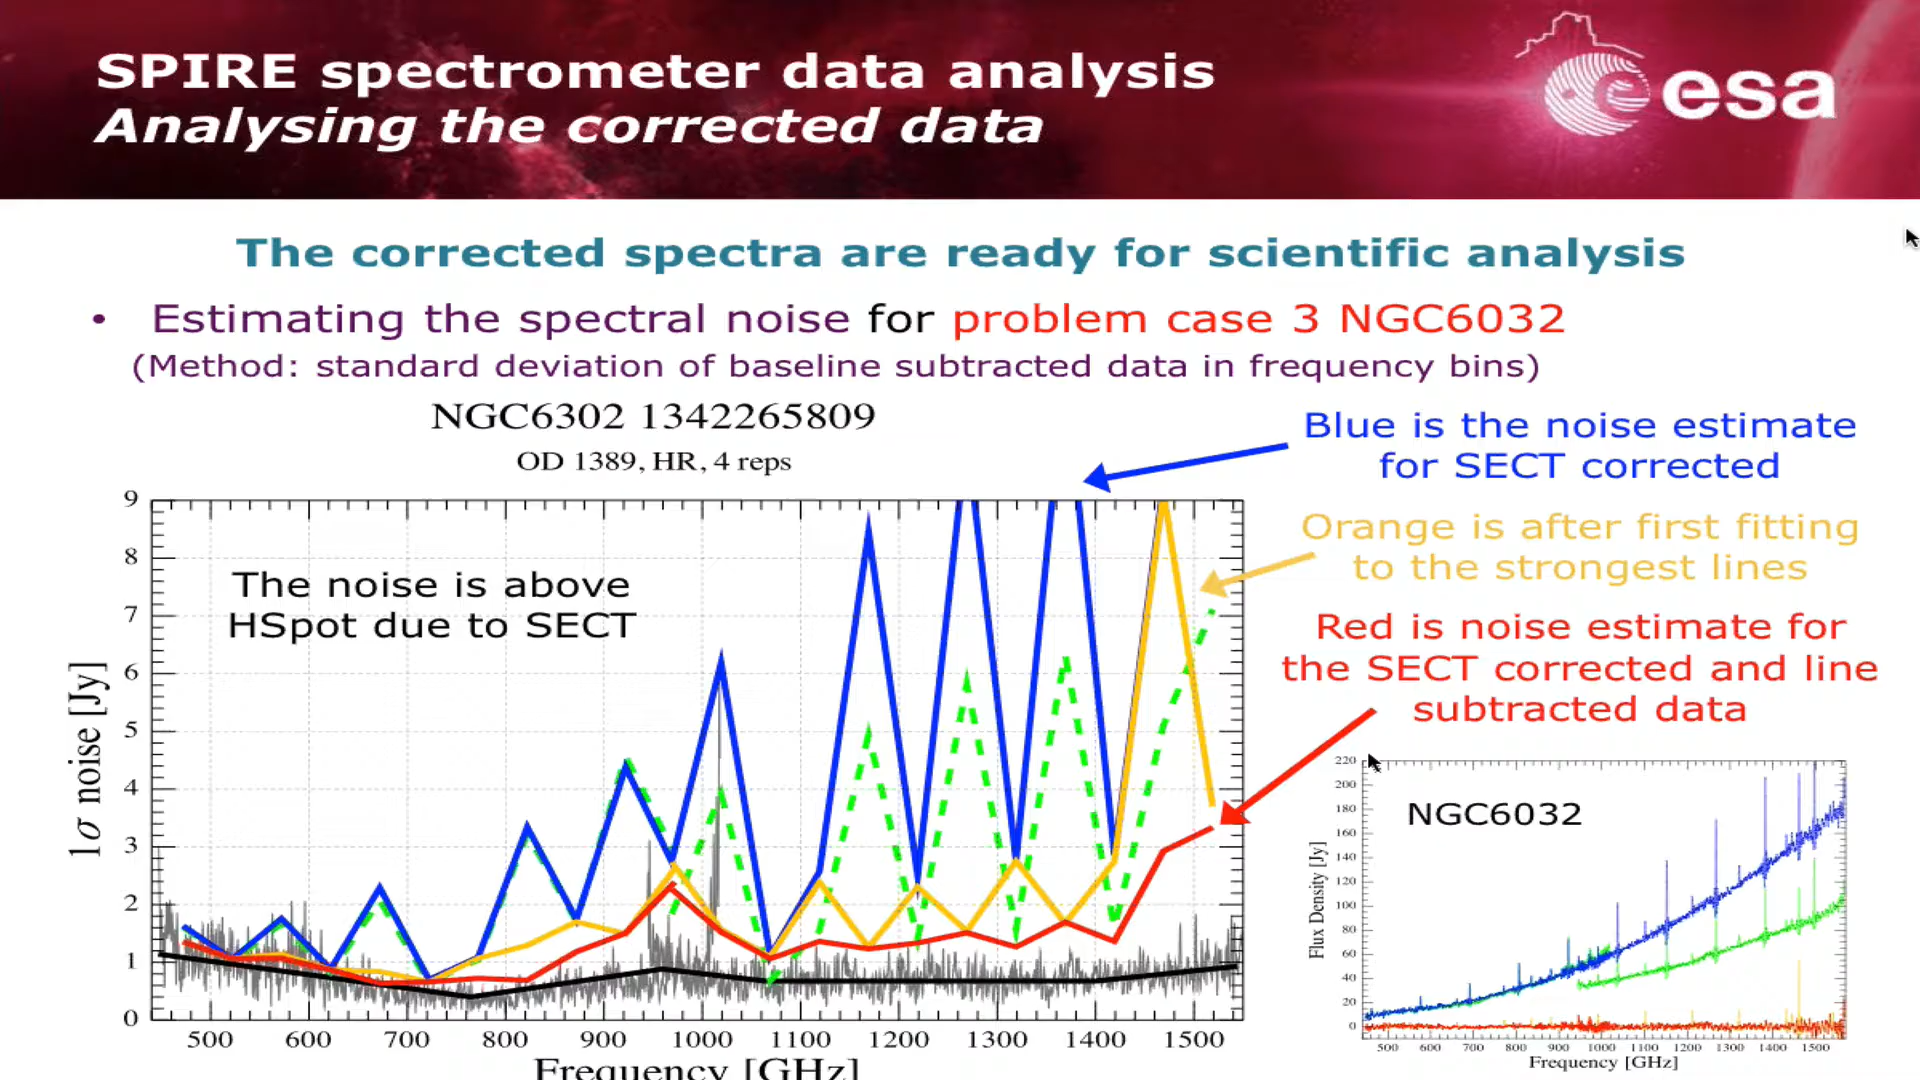 SPIRE spectrometer data analysis
Analysing the corrected data
esa
The corrected spectra are ready for scientific analysis
• Estimating the spectral noise for problem case 3 NGC6032
(Method: standard deviation of baseline subtracted data in frequency bins)
NGC6302 1342265809
OD 1389, HR, 4 reps
Blue is the noise estimate
for SECT corrected
Orange is after first fitting
to the strongest lines
Red is noise estimate for
the SECT corrected and line
subtracted data
The noise is above
HSpot due to SECT
1σ noise [Jy]
9
8
7
6
5
4
3
2
1
0
500 600 700 800 900 1000 1100 1200 1300 1400 1500
Frequency [GHz]
NGC6032
Flux Density [Jy]
220
200
180
160
140
120
100
80
60
40
20
0
500 600 700 800 900 1000 1100 1200 1300 1400 1500
Frequency [GHz]